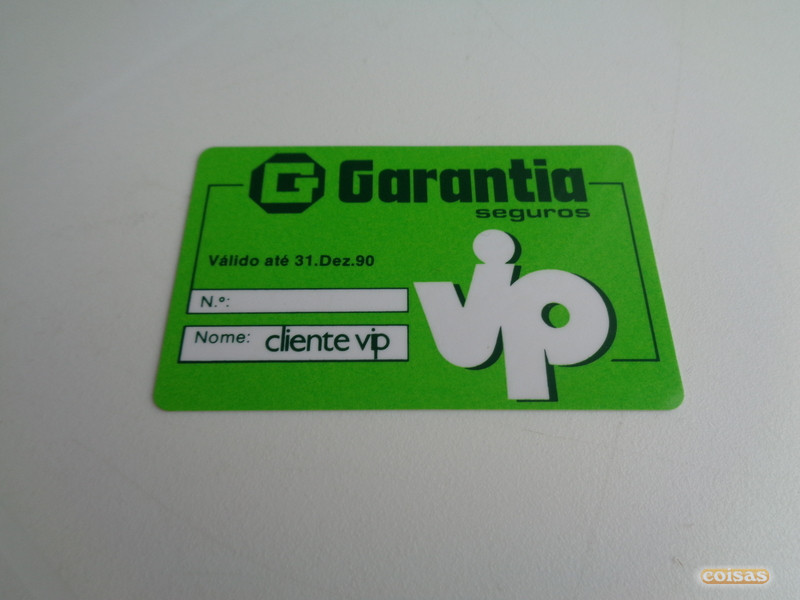 G Garantia
seguros
Válido até 31.Dez.90
N.º:
Nome: cliente vip
vip
coisas